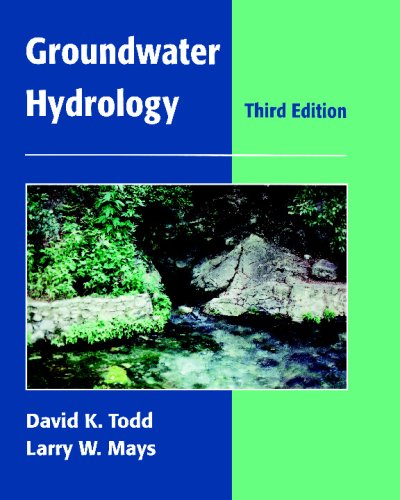 Groundwater
Hydrology
Third Edition
David K. Todd
Larry W. Mays